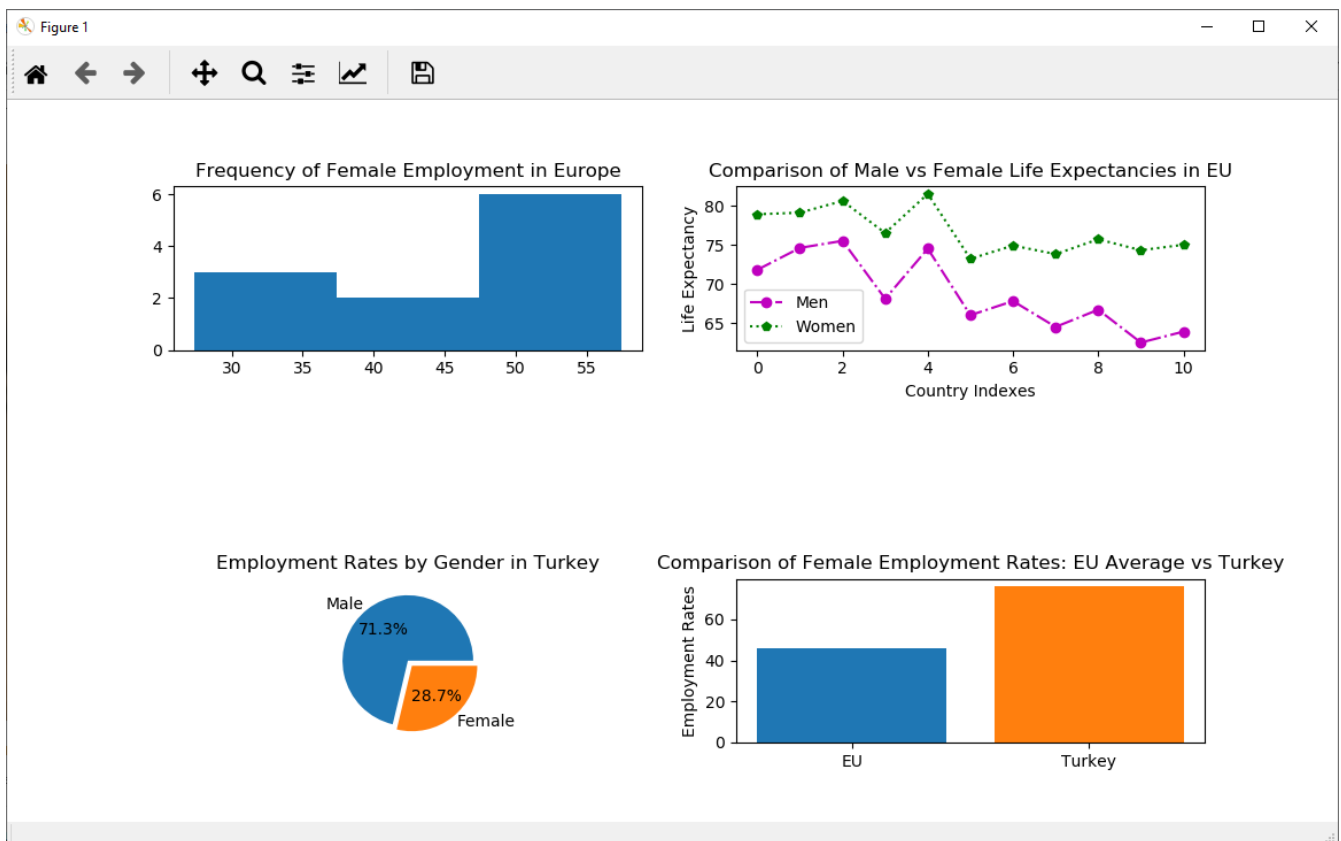 Figure 1
Frequency of Female Employment in Europe
6
4
2
0
30 35 40 45 50 55
Comparison of Male vs Female Life Expectancies in EU
Life Expectancy
80
75
70
65
Men
Women
0 2 4 6 8 10
Country Indexes
Employment Rates by Gender in Turkey
Male
71.3%
28.7%
Female
Comparison of Female Employment Rates: EU Average vs Turkey
Employment Rates
60
40
20
0
EU Turkey